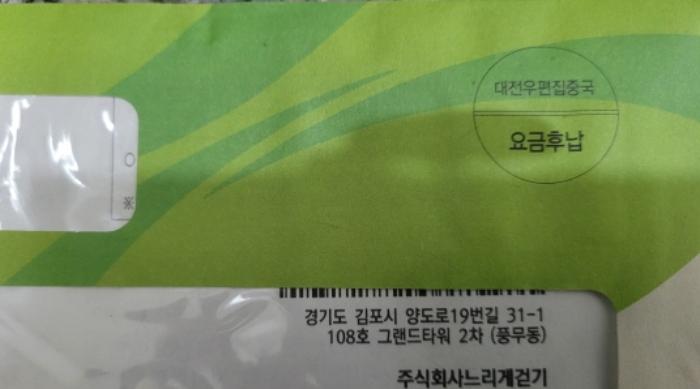 대전우편집중국
요금후납
○
※
경기도 김포시 양도로19번길 31-1
108호 그랜드타워 2차 (풍무동)
주식회사느리게걷기